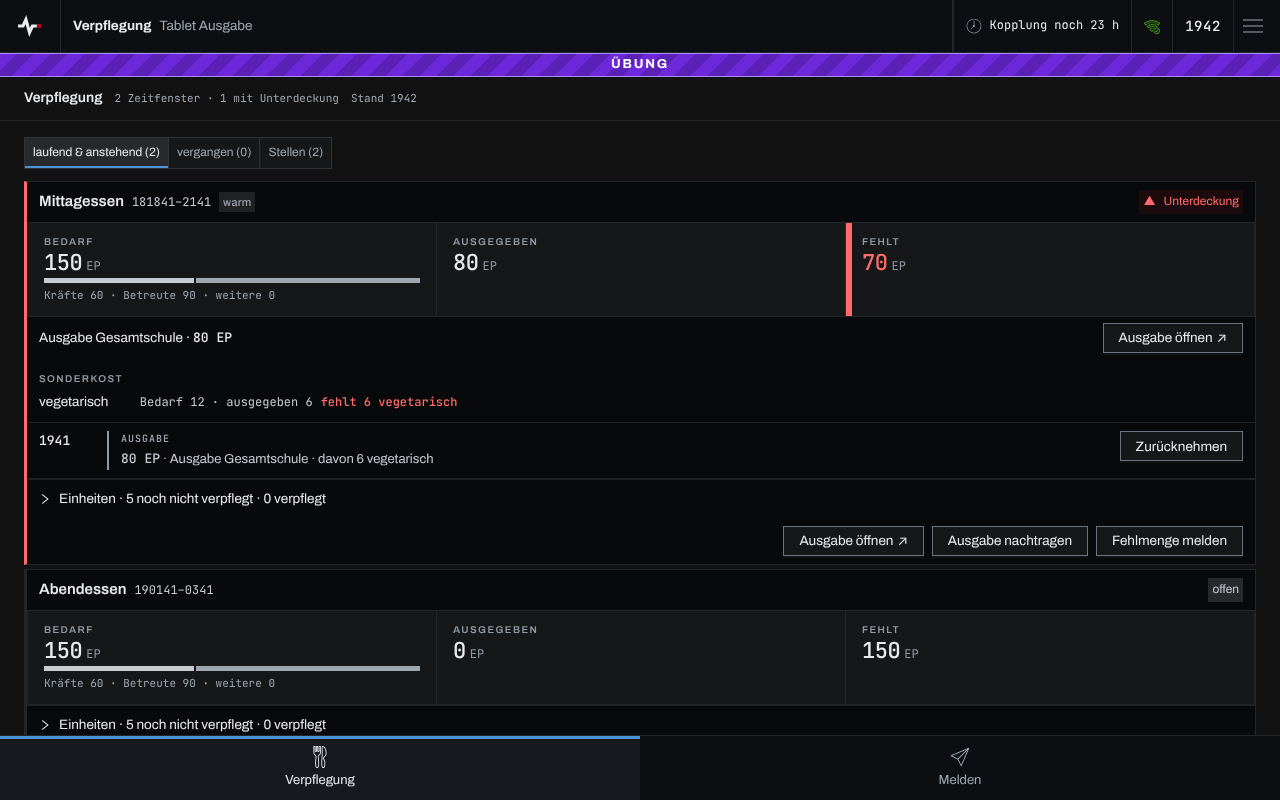 Verpflegung Tablet Ausgabe
Kopplung noch 23 h
1942
ÜBUNG
Verpflegung 2 Zeitfenster · 1 mit Unterdeckung Stand 1942
laufend & anstehend (2) vergangen (0) Stellen (2)
Mittagessen 181841–2141 warm
Unterdeckung
BEDARF
150 EP
Kräfte 60 · Betreute 90 · weitere 0
AUSGEGEBEN
80 EP
FEHLT
70 EP
Ausgabe Gesamtschule · 80 EP
Ausgabe öffnen ↗
SONDERKOST
vegetarisch Bedarf 12 · ausgegeben 6 fehlt 6 vegetarisch
1941
AUSGABE
80 EP · Ausgabe Gesamtschule · davon 6 vegetarisch
Zurücknehmen
Einheiten · 5 noch nicht verpflegt · 0 verpflegt
Ausgabe öffnen ↗ Ausgabe nachtragen Fehlmenge melden
Abendessen 190141–0341
offen
BEDARF
150 EP
Kräfte 60 · Betreute 90 · weitere 0
AUSGEGEBEN
0 EP
FEHLT
150 EP
Einheiten · 5 noch nicht verpflegt · 0 verpflegt
Verpflegung
Melden